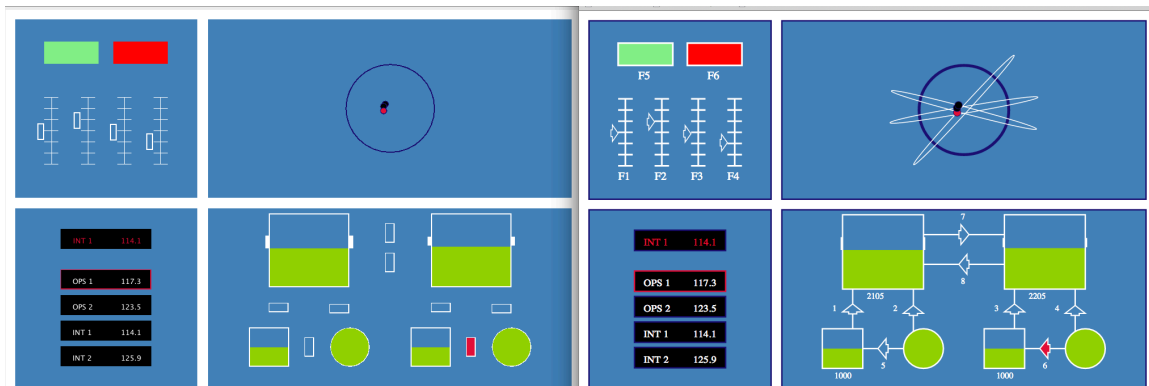 INT 1 114.1
OPS 1 117.3
OPS 2 123.5
INT 1 114.1
INT 2 125.9
F5 F6
F1 F2 F3 F4
INT 1 114.1
OPS 1 117.3
OPS 2 123.5
INT 1 114.1
INT 2 125.9
7
8
2105 2205
1 2 3 4
5 6
1000 1000